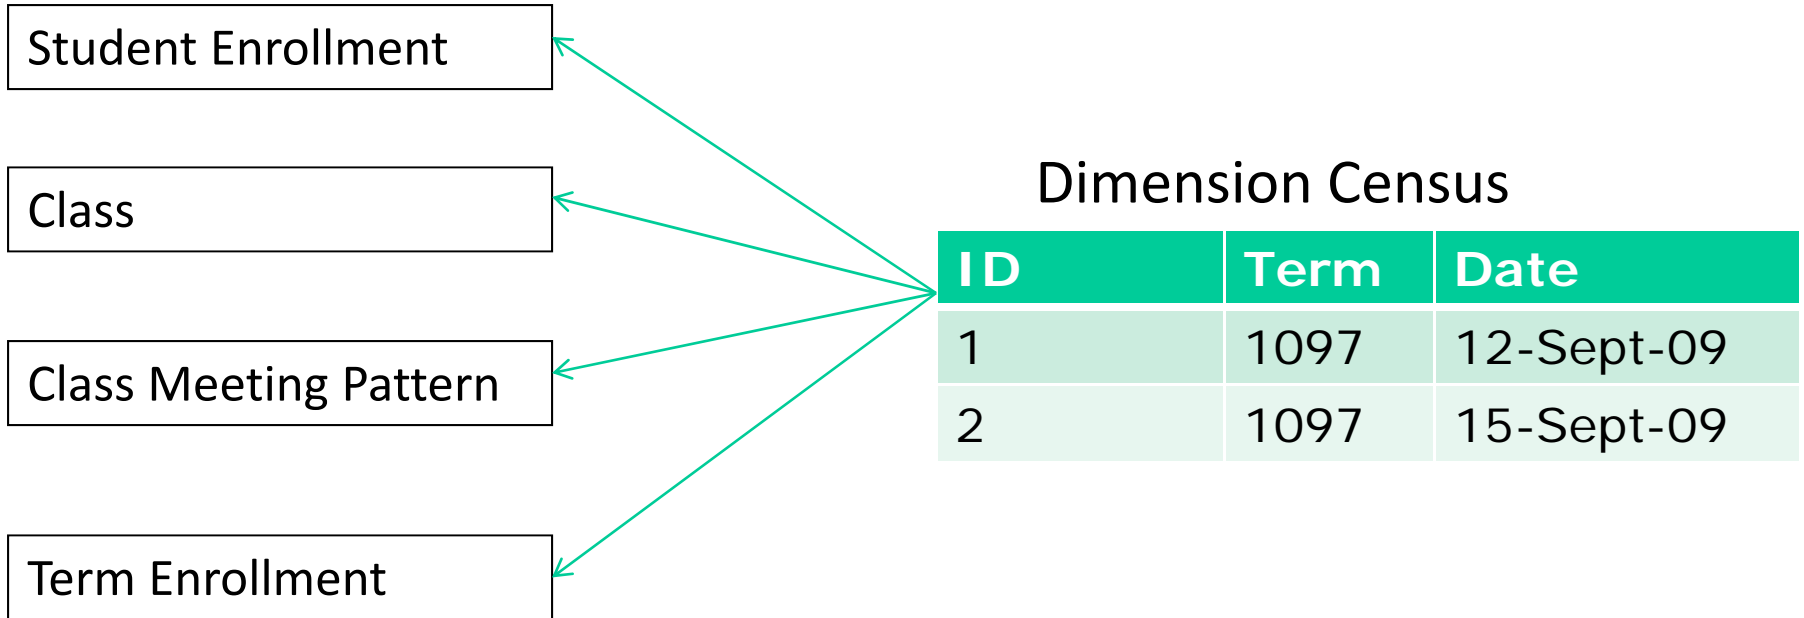 Student Enrollment
Class
Class Meeting Pattern
Term Enrollment
Dimension Census
ID Term Date
1 1097 12-Sept-09
2 1097 15-Sept-09